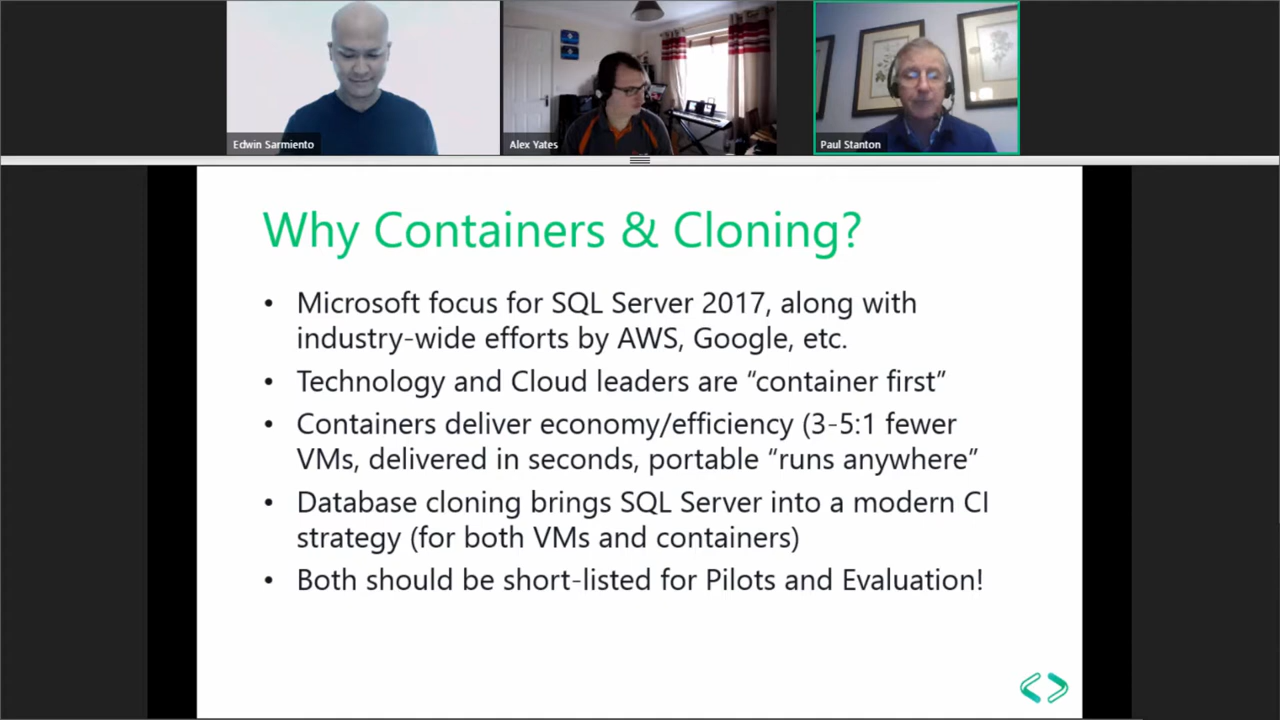 Edwin Sarmiento
Alex Yates
Paul Stanton
Why Containers & Cloning?
• Microsoft focus for SQL Server 2017, along with
industry-wide efforts by AWS, Google, etc.
• Technology and Cloud leaders are “container first”
• Containers deliver economy/efficiency (3-5:1 fewer
VMs, delivered in seconds, portable “runs anywhere”
• Database cloning brings SQL Server into a modern CI
strategy (for both VMs and containers)
• Both should be short-listed for Pilots and Evaluation!